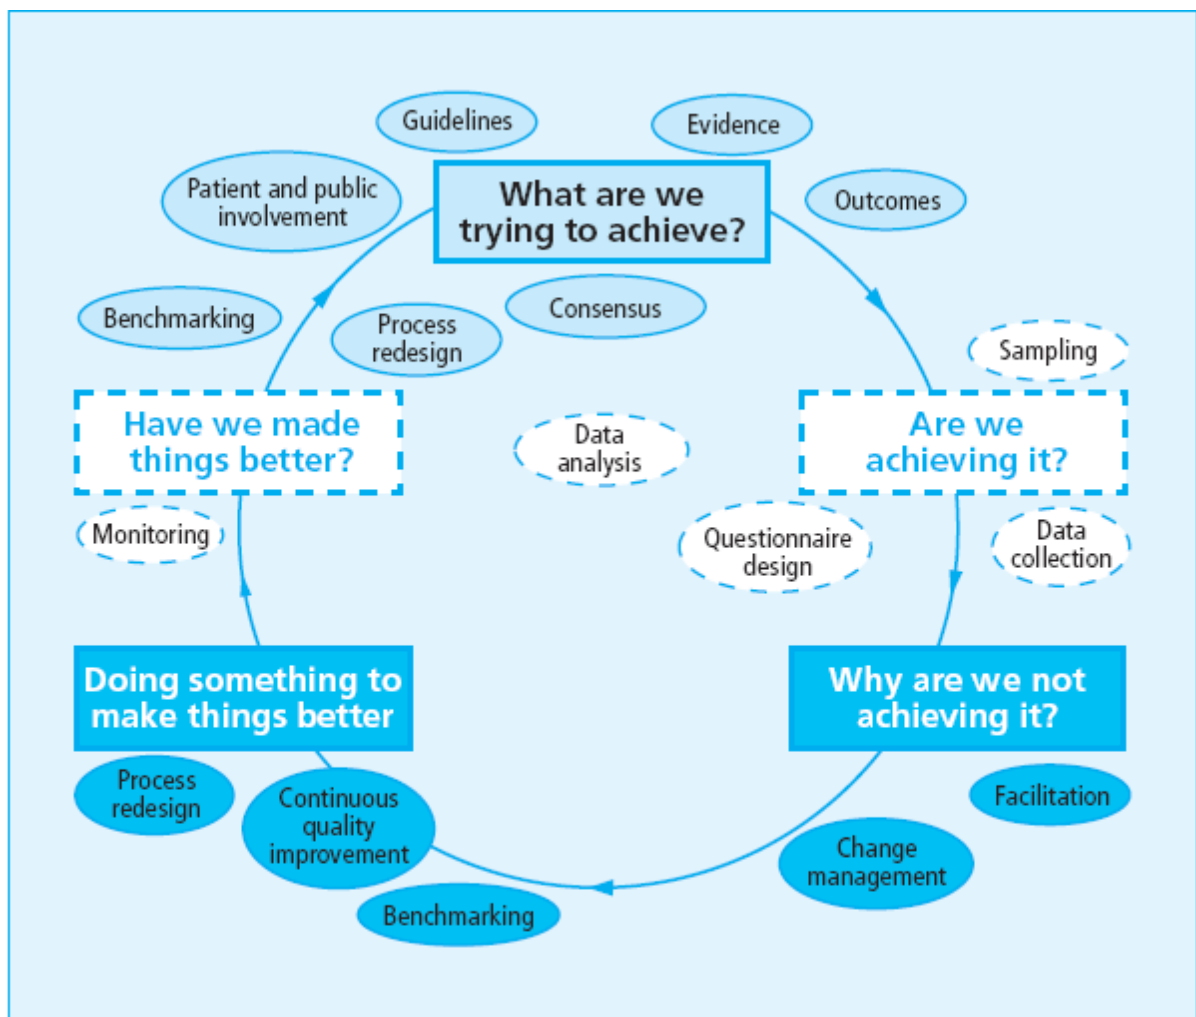 Guidelines
Evidence
Patient and public
involvement
What are we
trying to achieve?
Outcomes
Benchmarking
Process
redesign
Consensus
Sampling
Have we made
things better?
Data
analysis
Are we
achieving it?
Monitoring
Questionnaire
design
Data
collection
Doing something to
make things better
Why are we not
achieving it?
Process
redesign
Continuous
quality
improvement
Facilitation
Change
management
Benchmarking